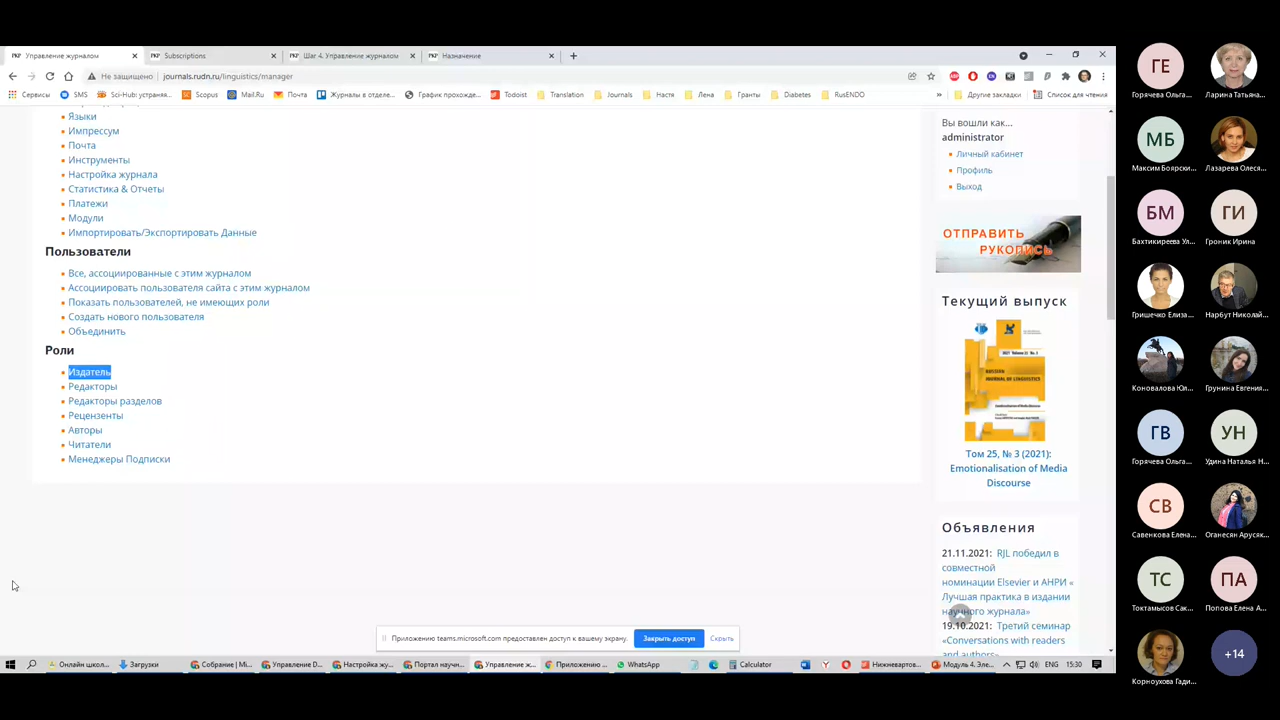 Управление журналом
Subscriptions
Шаг 4. Управление журналом
Назначение
Не защищено
journals.rudn.ru/linguistics/manager
Сервисы
SMS
Sci-Hub: устраняя...
Scopus
Mail.Ru
Почта
Журналы в отделе...
График прохожде...
Todoist
Translation
Journals
Настя
Лена
Гранты
Diabetes
RusENDO
»
Другие закладки
Список для чтения
Языки
Импрессум
Почта
Инструменты
Настройка журнала
Статистика & Отчеты
Платежи
Модули
Импортировать/Экспортировать Данные
Пользователи
Все, ассоциированные с этим журналом
Ассоциировать пользователя сайта с этим журналом
Показать пользователей, не имеющих роли
Создать нового пользователя
Объединить
Роли
Издатель
Редакторы
Редакторы разделов
Рецензенты
Авторы
Читатели
Менеджеры Подписки
Вы вошли как...
administrator
Личный кабинет
Профиль
Выход
ОТПРАВИТЬ
РУКОПИСЬ
Текущий выпуск
RUSSIAN
JOURNAL OF LINGUISTICS
Том 25, № 3 (2021):
Emotionalisation of Media
Discourse
Объявления
21.11.2021: RJL победил в
совместной
номинации Elsevier и АНРИ «
Лучшая практика в издании
научного журнала»
19.10.2021: Третий семинар
«Conversations with readers
and authors»
Приложению teams.microsoft.com предоставлен доступ к вашему экрану.
Закрыть доступ
Скрыть
Онлайн школ...
Загрузки
Собрание | Mi...
Управление D...
Настройка жу...
Портал научн...
Управление ж...
Приложению ...
WhatsApp
Calculator
Нижневартов...
Модуль 4. Эле...
ENG
15:30
ГЕ
Горячева Ольга...
Ларина Татьяна...
МБ
Максим Боярски...
Лазарева Олеся...
БМ
Бахтикиреева Ул...
ГИ
Гроник Ирина
Гришечко Елиза...
Нарбут Николай...
Коновалова Юл...
Грунина Евгения...
ГВ
Горячева Ольга...
УН
Удина Наталья Н...
СВ
Савенкова Елена...
Оганесян Арусяк...
ТС
Токтамысов Сак...
ПА
Попова Елена А...
Корноухова Гади...
+14